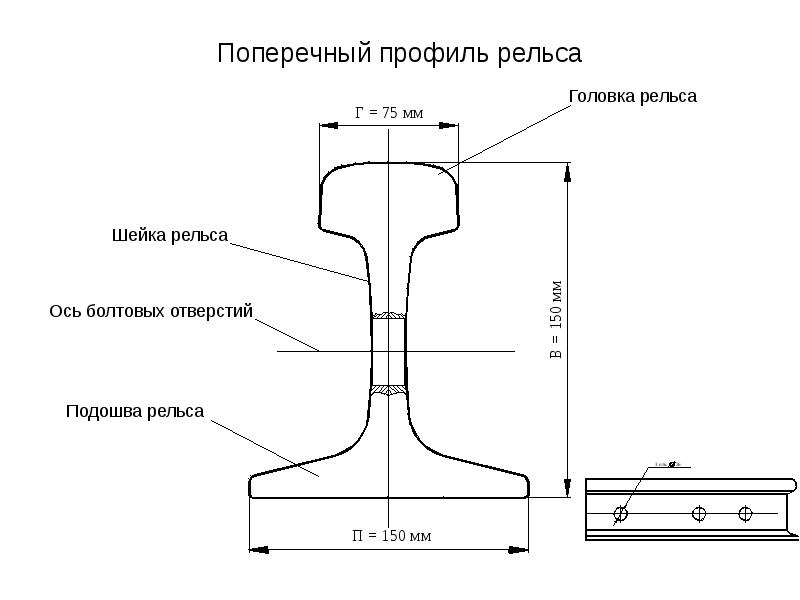 Поперечный профиль рельса
Головка рельса
Г = 75 мм
Шейка рельса
Ось болтовых отверстий
В = 150 мм
Подошва рельса
П = 150 мм